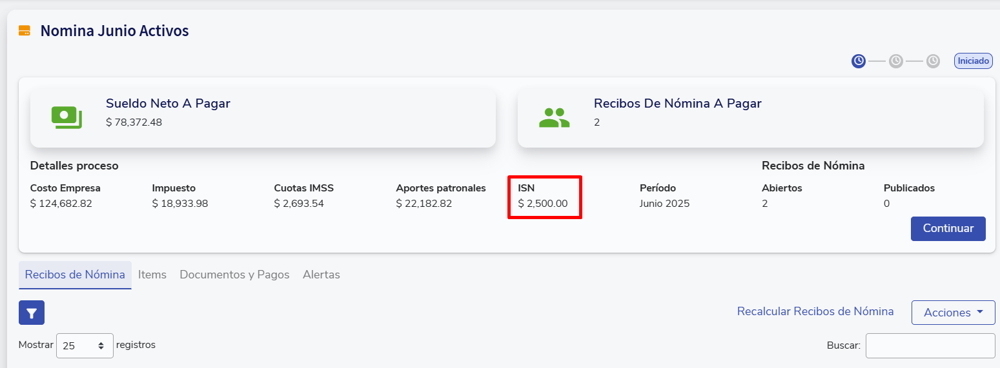 Nomina Junio Activos
Iniciado
Sueldo Neto A Pagar
$ 78,372.48
Recibos De Nómina A Pagar
2
Detalles proceso
Recibos de Nómina
Costo Empresa Impuesto Cuotas IMSS Aportes patronales ISN Período Abiertos Publicados
$ 124,682.82 $ 18,933.98 $ 2,693.54 $ 22,182.82 $ 2,500.00 Junio 2025 2 0
Continuar
Recibos de Nómina Items Documentos y Pagos Alertas
Recalcular Recibos de Nómina Acciones
Mostrar 25 registros Buscar: